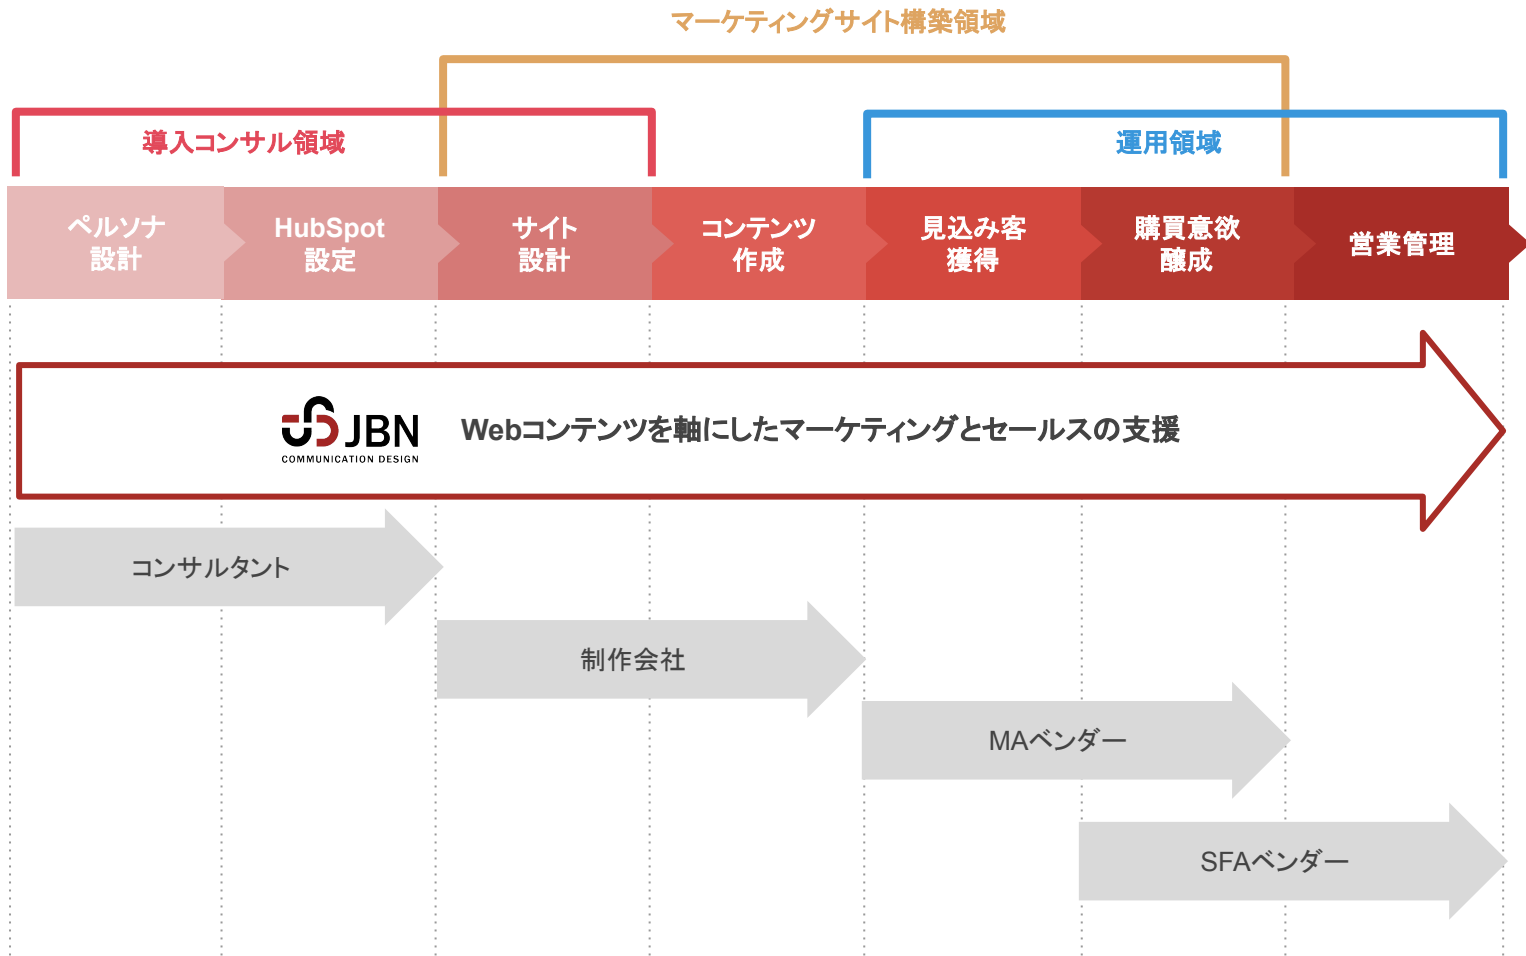 マーケティングサイト構築領域
導入コンサル領域
運用領域
ペルソナ
設計
HubSpot
設定
サイト
設計
コンテンツ
作成
見込み客
獲得
購買意欲
醸成
営業管理
JBN
COMMUNICATION DESIGN
Webコンテンツを軸にしたマーケティングとセールスの支援
コンサルタント
制作会社
MAベンダー
SFAベンダー